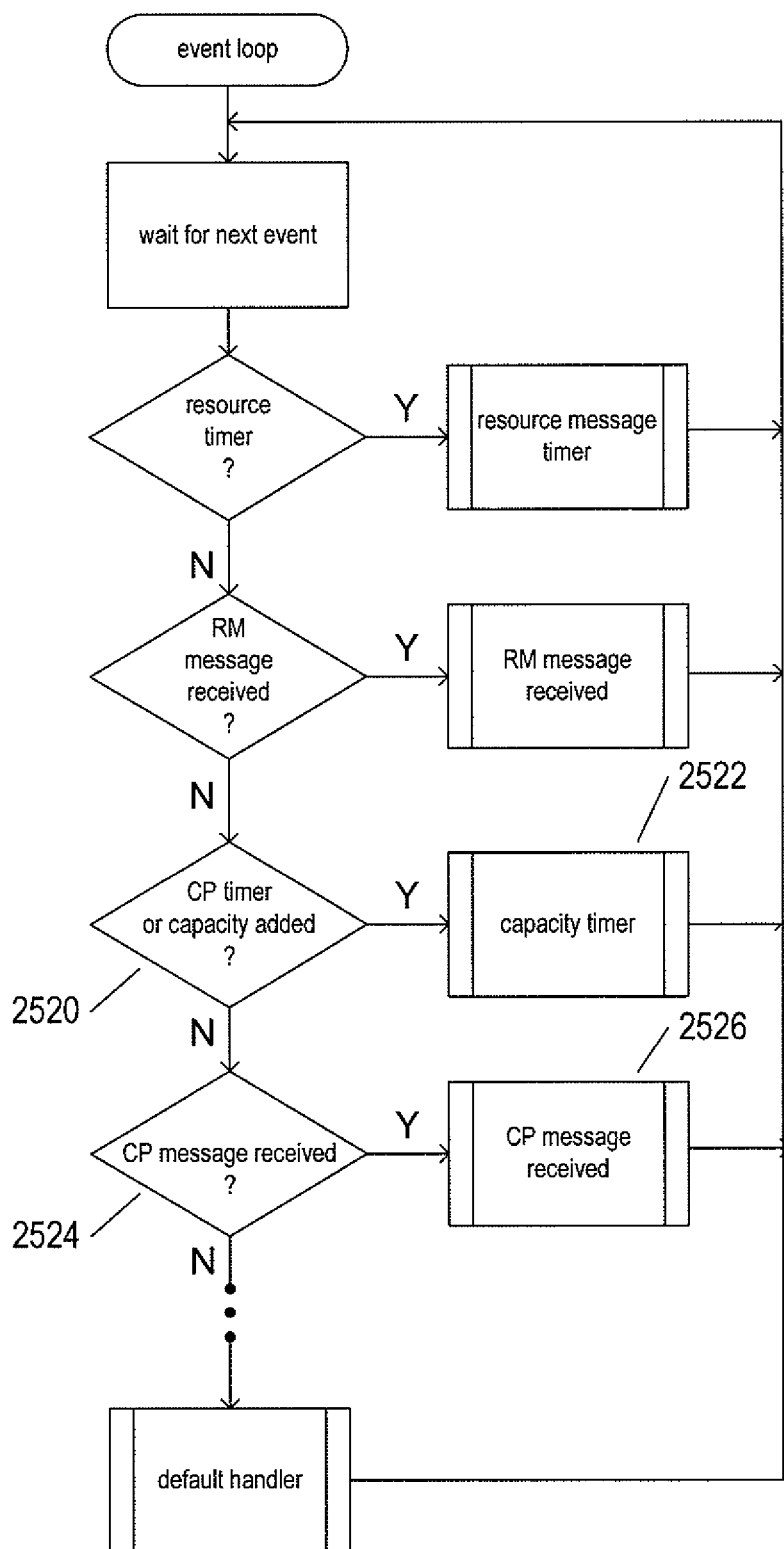 event loop
wait for next event
resource
timer
?
Y
resource message
timer
N
RM
message
received
?
Y
RM message
received
N
2522
CP timer
or capacity added
?
Y
capacity timer
2520
N
2526
CP message received
?
Y
CP message
received
2524
N
default handler